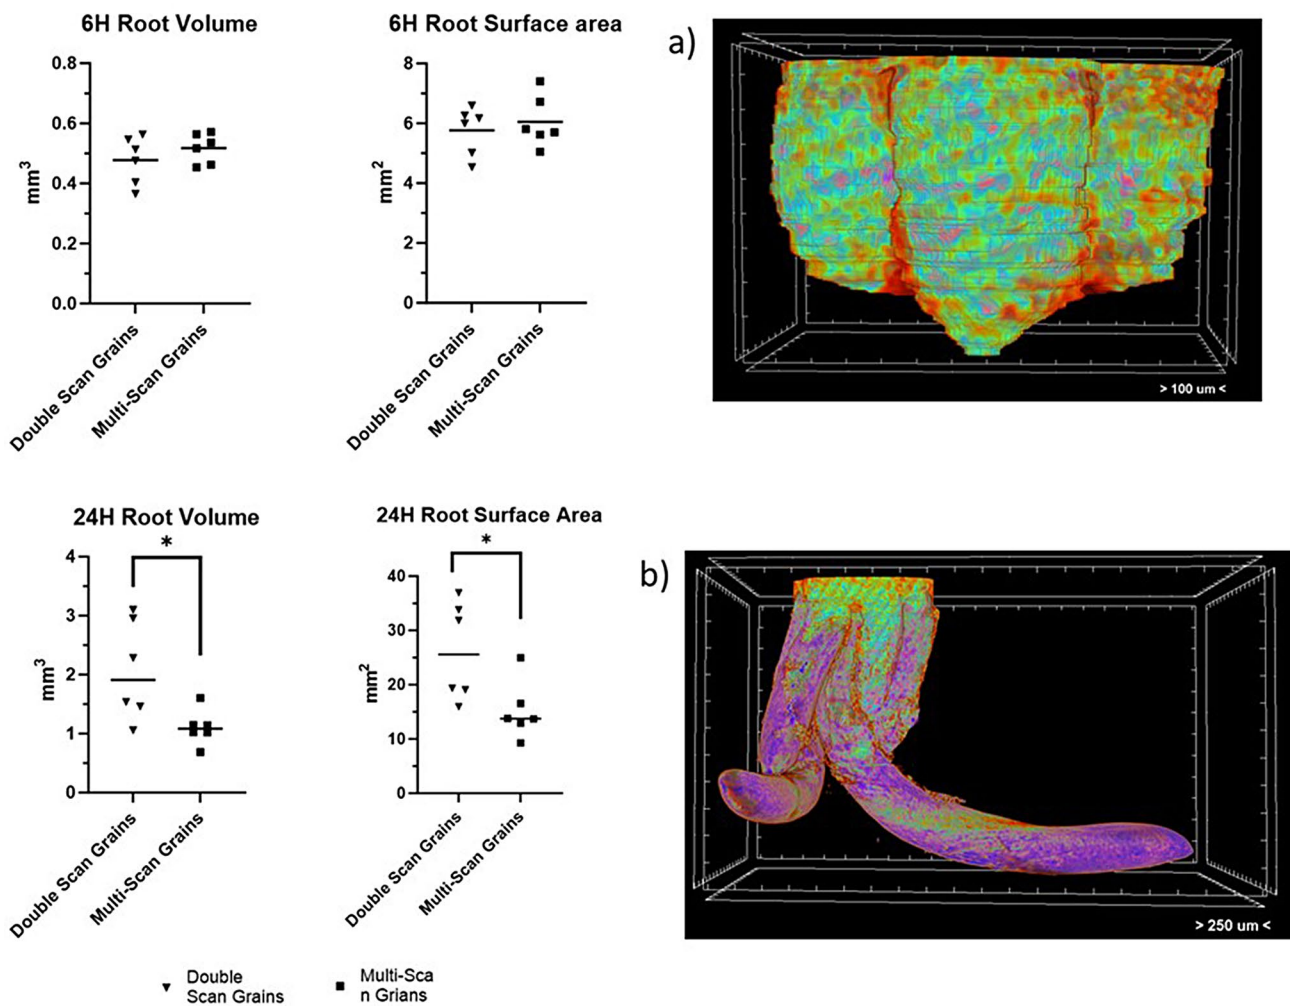 6H Root Volume
0.8
0.6
0.4
0.2
0.0
mm3
Double Scan Grains
Multi-Scan Grains
6H Root Surface area
8
6
4
2
0
mm2
Double Scan Grains
Multi-Scan Grains
a)
> 100 um <
24H Root Volume
*
4
3
2
1
0
mm3
Double Scan Grains
Multi-Scan Grains
24H Root Surface Area
*
40
30
20
10
0
mm2
Double Scan Grains
Multi-Scan Grains
b)
> 250 um <
Double
Scan Grains
Multi-Sca
n Grians